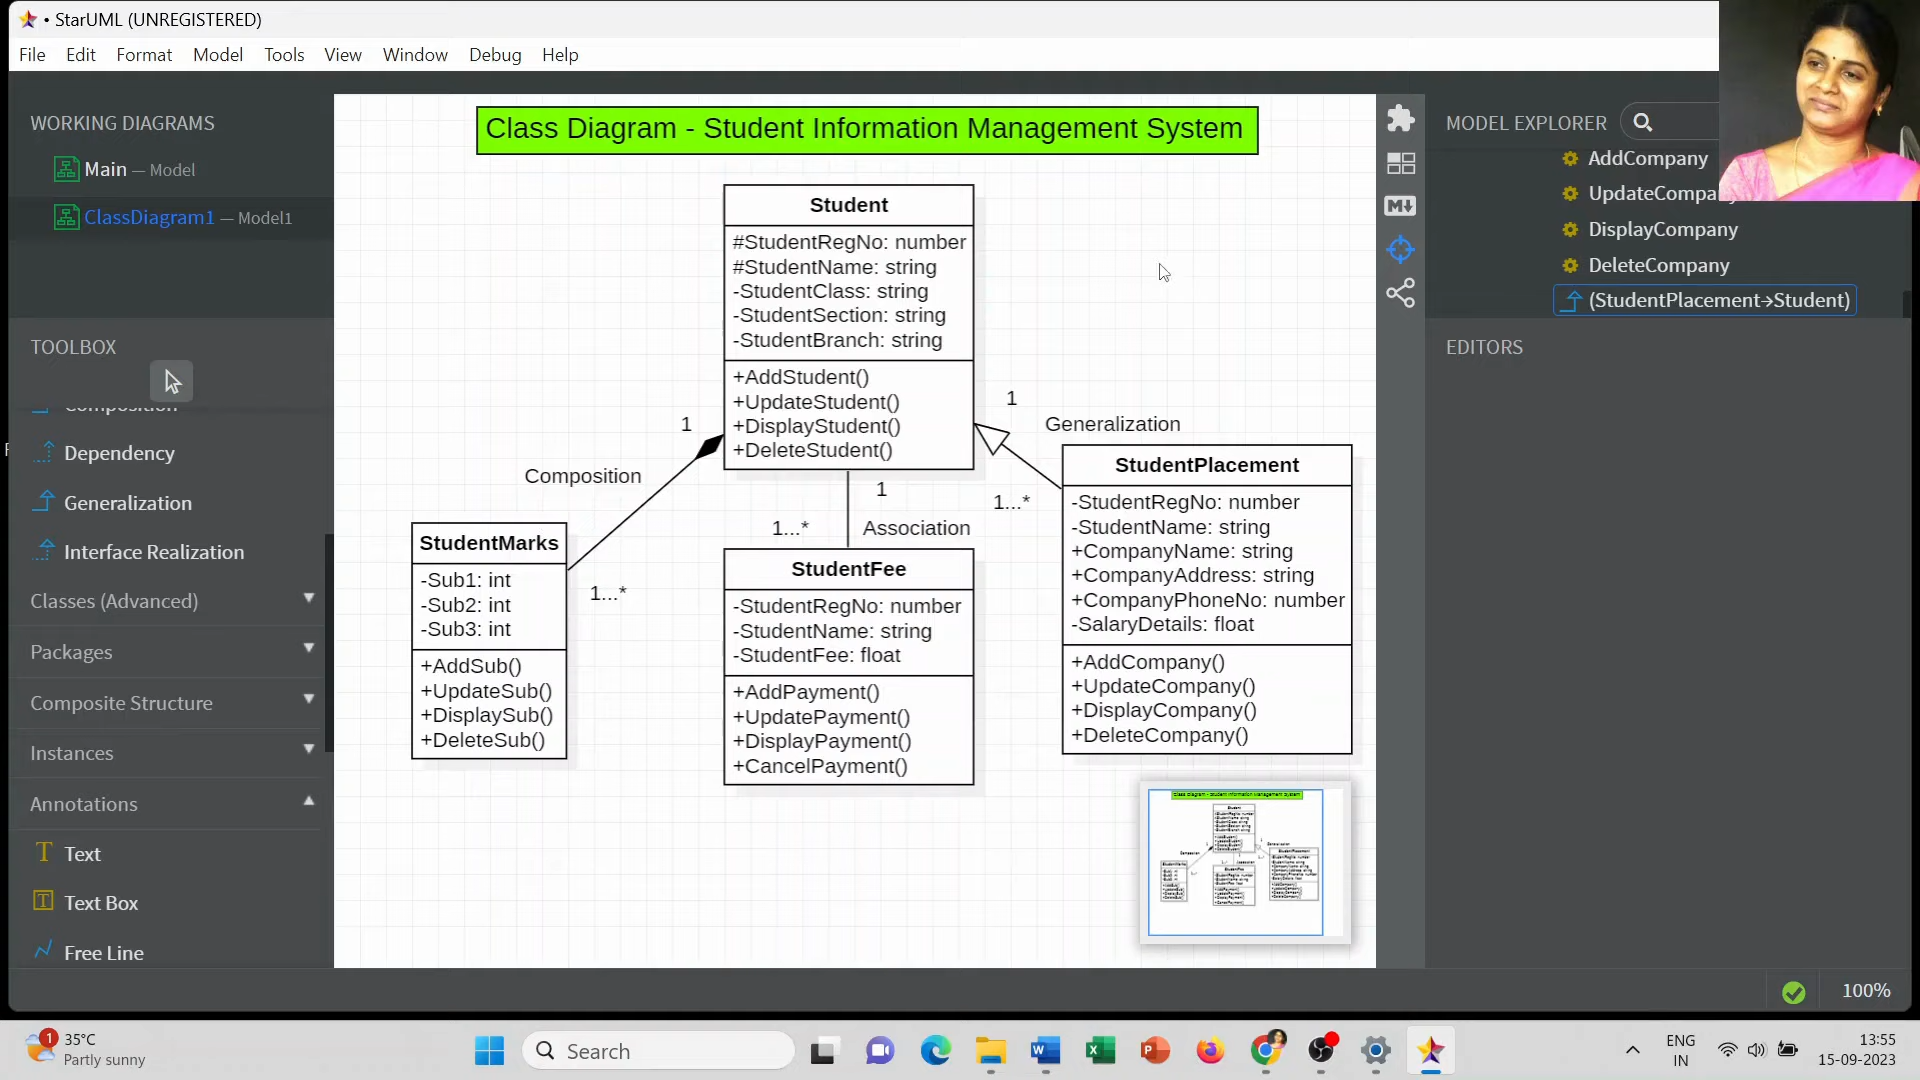 • StarUML (UNREGISTERED)
File Edit Format Model Tools View Window Debug Help
WORKING DIAGRAMS
Main — Model
ClassDiagram1 — Model1
TOOLBOX
Composition
Dependency
Generalization
Interface Realization
Classes (Advanced)
Packages
Composite Structure
Instances
Annotations
Text
Text Box
Free Line
Class Diagram - Student Information Management System
Student
#StudentRegNo: number
#StudentName: string
-StudentClass: string
-StudentSection: string
-StudentBranch: string
+AddStudent()
+UpdateStudent()
+DisplayStudent()
+DeleteStudent()
1
Composition
1...*
StudentMarks
-Sub1: int
-Sub2: int
-Sub3: int
+AddSub()
+UpdateSub()
+DisplaySub()
+DeleteSub()
1
1...*
Association
StudentFee
-StudentRegNo: number
-StudentName: string
-StudentFee: float
+AddPayment()
+UpdatePayment()
+DisplayPayment()
+CancelPayment()
1
Generalization
1...*
StudentPlacement
-StudentRegNo: number
-StudentName: string
+CompanyName: string
+CompanyAddress: string
+CompanyPhoneNo: number
-SalaryDetails: float
+AddCompany()
+UpdateCompany()
+DisplayCompany()
+DeleteCompany()
MODEL EXPLORER
AddCompany
UpdateCompany
DisplayCompany
DeleteCompany
(StudentPlacement→Student)
EDITORS
100%
1
35°C
Partly sunny
Search
ENG
IN
13:55
15-09-2023